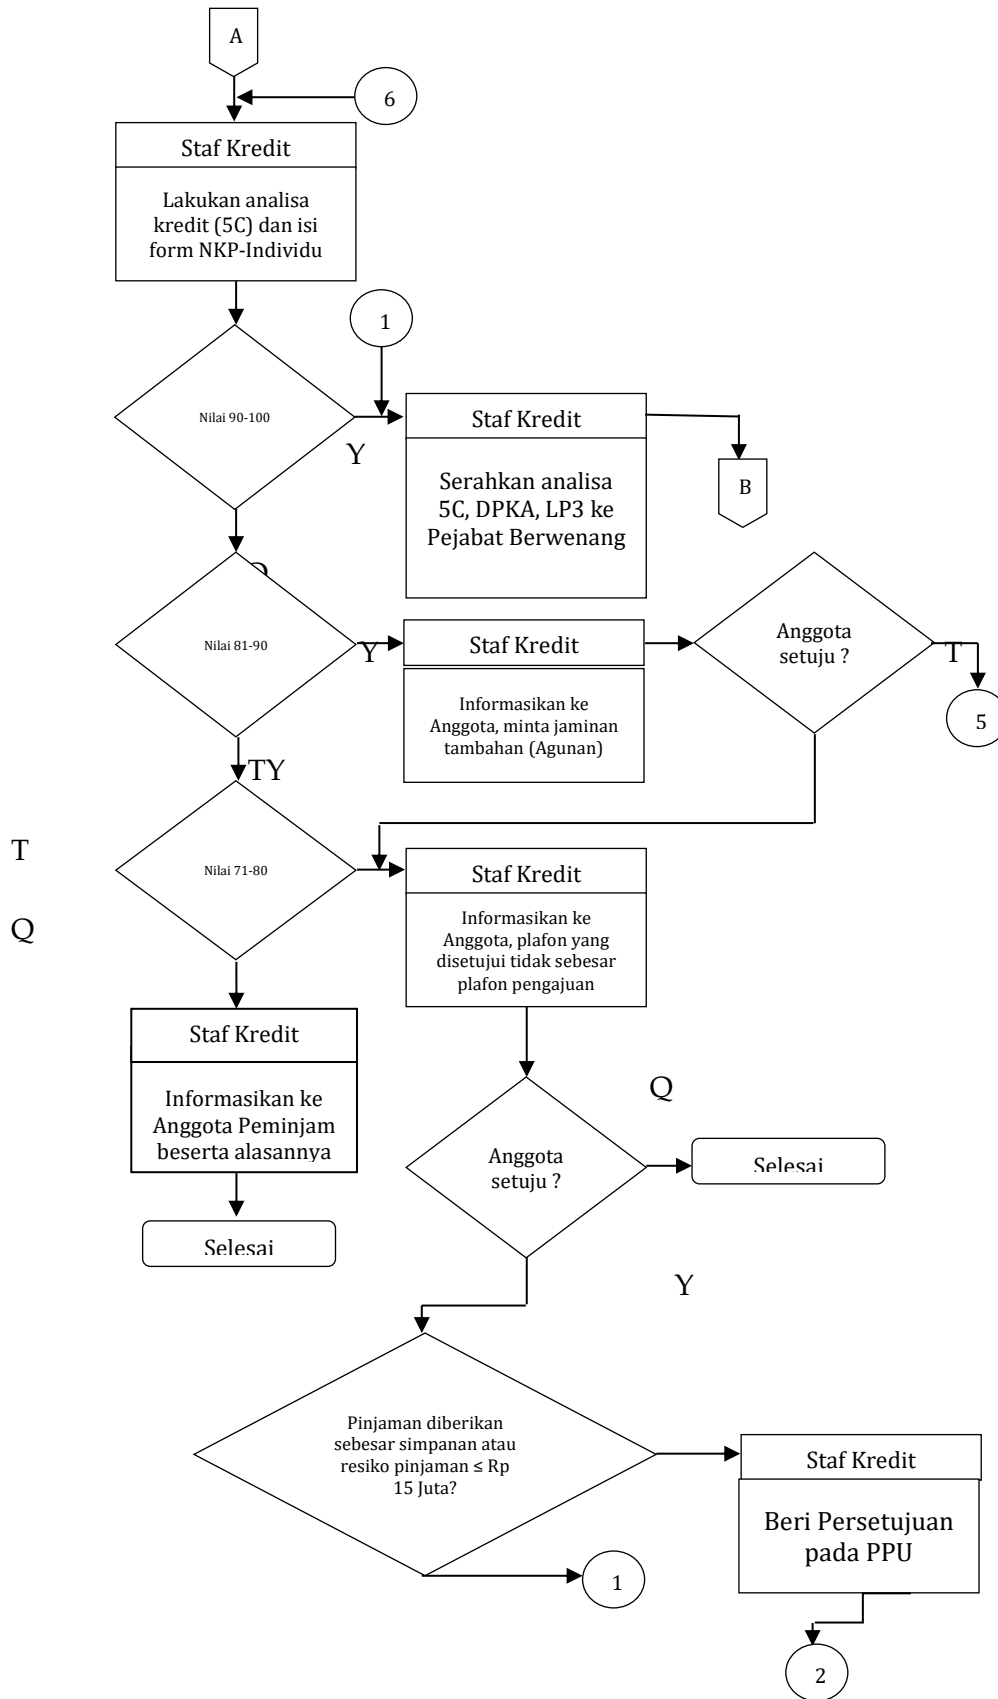 A
6
Staf Kredit
Lakukan analisa
kredit (5C) dan isi
form NKP-Individu
1
Nilai 90-100
Y
Staf Kredit
Serahkan analisa
5C, DPKA, LP3 ke
Pejabat Berwenang
B
Nilai 81-90
Y
Staf Kredit
Informasikan ke
Anggota, minta jaminan
tambahan (Agunan)
Anggota
setuju ?
T
5
TY
T
Q
Nilai 71-80
Staf Kredit
Informasikan ke
Anggota, plafon yang
disetujui tidak sebesar
plafon pengajuan
Staf Kredit
Informasikan ke
Anggota Peminjam
beserta alasannya
Selesai
Q
Anggota
setuju ?
Selesai
Y
Pinjaman diberikan
sebesar simpanan atau
resiko pinjaman ≤ Rp
15 Juta?
Staf Kredit
Beri Persetujuan
pada PPU
1
2